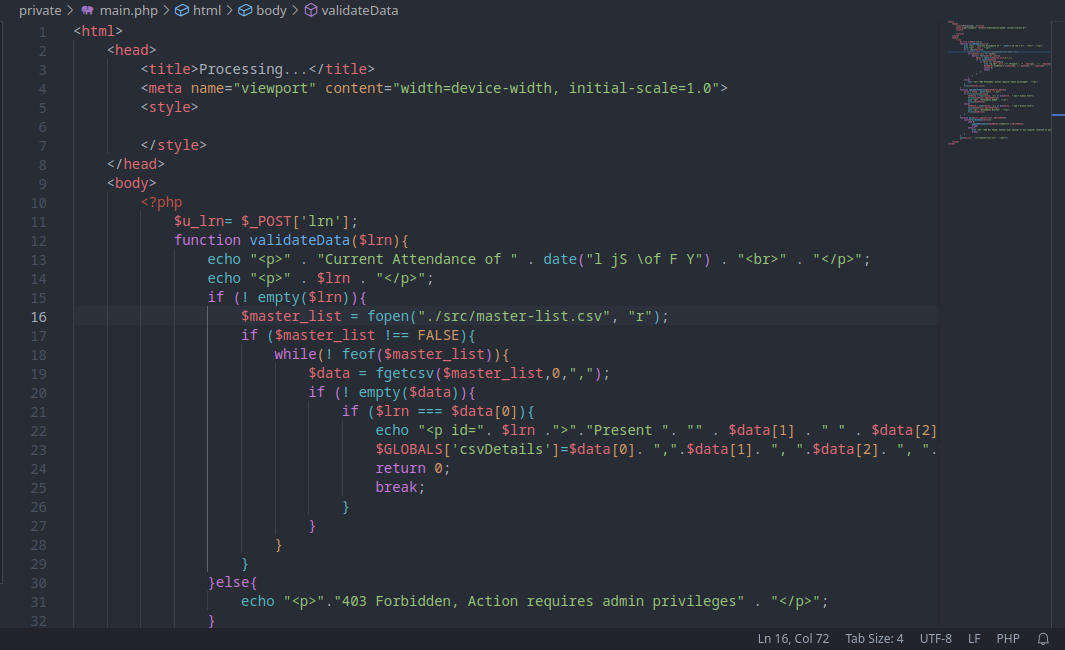 private > main.php > html > body > validateData
1 <html>
2 <head>
3 <title>Processing...</title>
4 <meta name="viewport" content="width=device-width, initial-scale=1.0">
5 <style>
6
7 </style>
8 </head>
9 <body>
10 <?php
11 $u_lrn= $_POST['lrn'];
12 function validateData($lrn){
13 echo "<p>" . "Current Attendance of " . date("l jS \of F Y") . "<br>" . "</p>";
14 echo "<p>" . $lrn . "</p>";
15 if (! empty($lrn)){
16 $master_list = fopen("./src/master-list.csv", "r");
17 if ($master_list !== FALSE){
18 while(! feof($master_list)){
19 $data = fgetcsv($master_list,0,",");
20 if (! empty($data)){
21 if ($lrn === $data[0]){
22 echo "<p id=". $lrn .">"."Present ". "" . $data[1] . " " . $data[2]
23 $GLOBALS['csvDetails']=$data[0]. ",".$data[1]. ", ".$data[2]. ", ".
24 return 0;
25 break;
26 }
27 }
28 }
29 }
30 }else{
31 echo "<p>"."403 Forbidden, Action requires admin privileges" . "</p>";
32 }
Ln 16, Col 72 Tab Size: 4 UTF-8 LF PHP